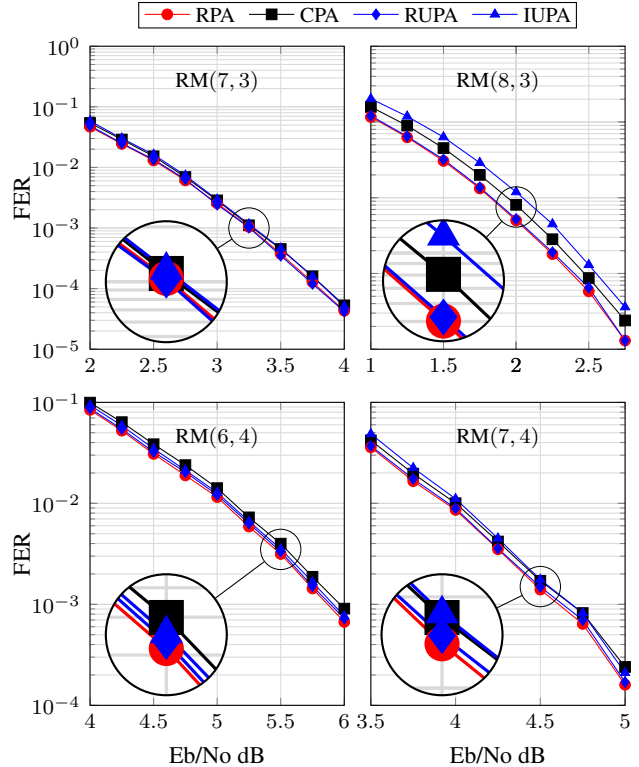 RPA CPA RUPA IUPA
10^0
10^-1
10^-2
10^-3
10^-4
10^-5
FER
RM(7, 3)
2 2.5 3 3.5 4
RM(8, 3)
1 1.5 2 2.5
10^-1
10^-2
10^-3
10^-4
FER
RM(6, 4)
4 4.5 5 5.5 6
Eb/No dB
RM(7, 4)
3.5 4 4.5 5
Eb/No dB